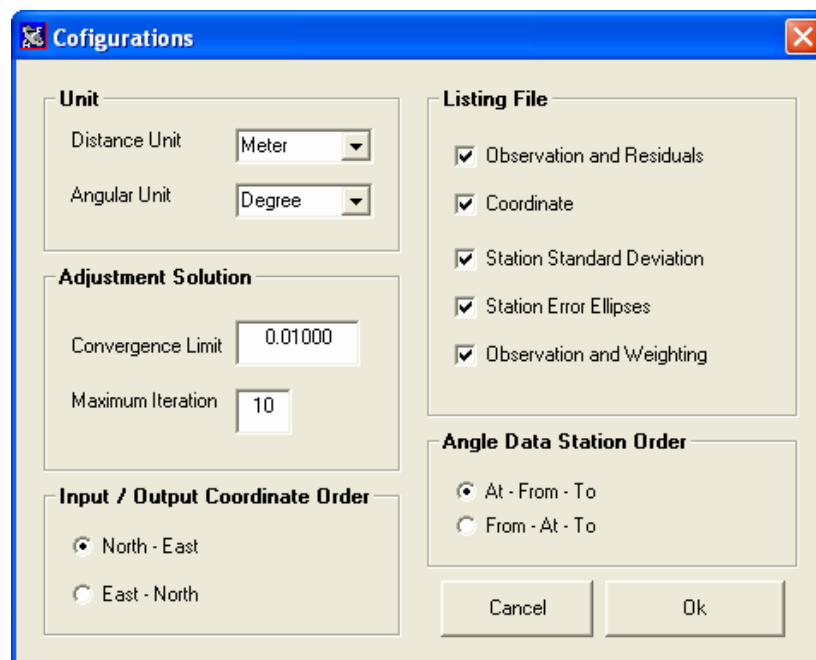 Cofigurations
Unit
Distance Unit
Meter
Angular Unit
Degree
Adjustment Solution
Convergence Limit
0.01000
Maximum Iteration
10
Input / Output Coordinate Order
North - East
East - North
Listing File
Observation and Residuals
Coordinate
Station Standard Deviation
Station Error Ellipses
Observation and Weighting
Angle Data Station Order
At - From - To
From - At - To
Cancel
Ok